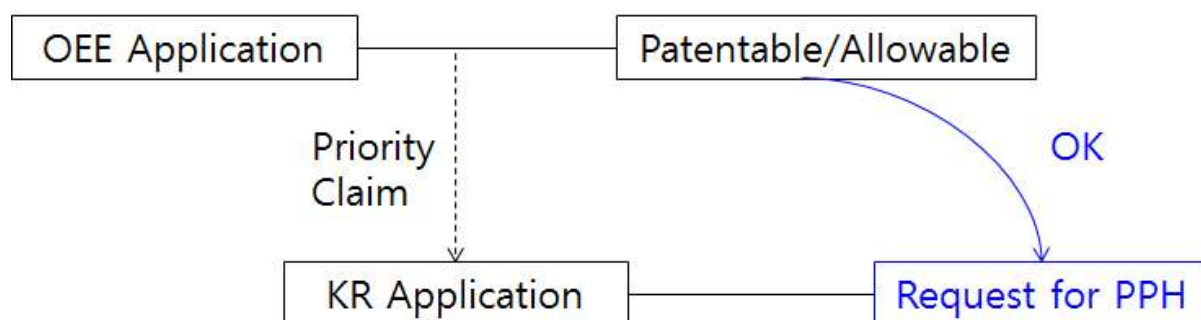 OEE Application
Patentable/Allowable
Priority
Claim
OK
KR Application
Request for PPH